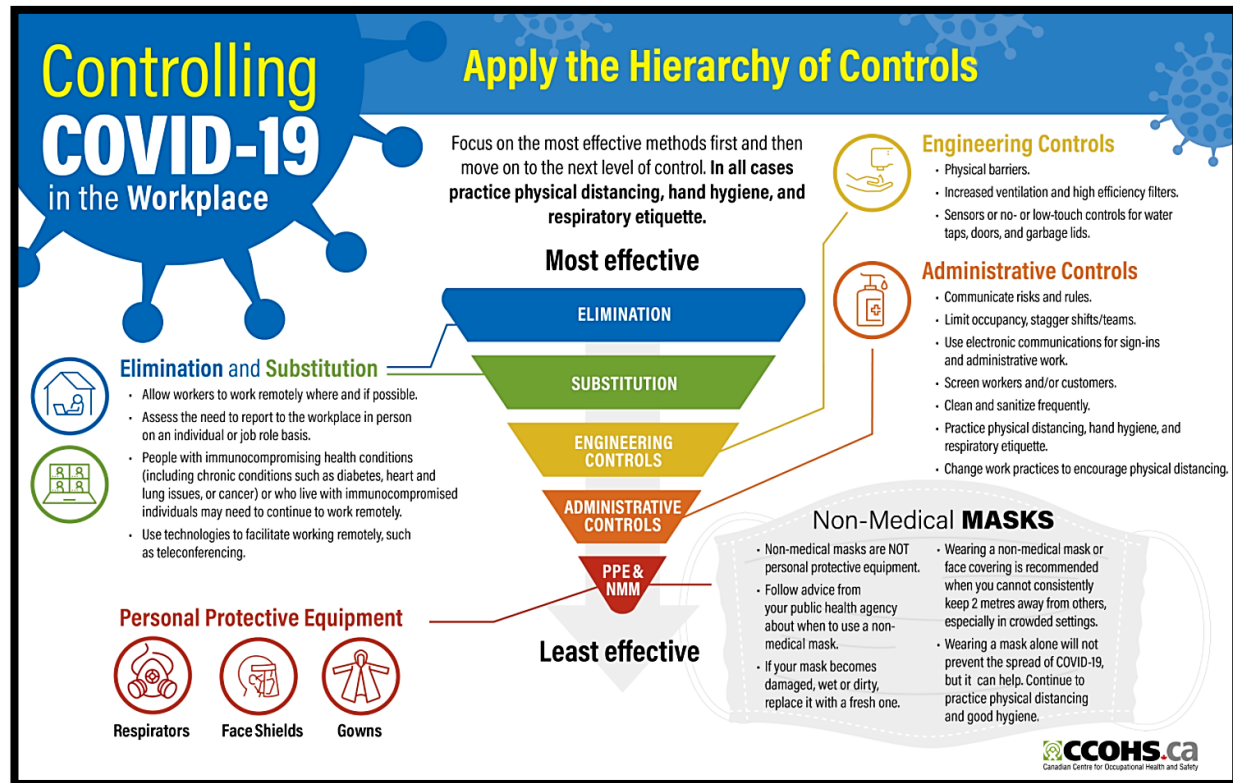 Controlling
COVID-19
in the Workplace
Apply the Hierarchy of Controls
Focus on the most effective methods first and then
move on to the next level of control. In all cases
practice physical distancing, hand hygiene, and
respiratory etiquette.
Most effective
ELIMINATION
SUBSTITUTION
ENGINEERING
CONTROLS
ADMINISTRATIVE
CONTROLS
PPE &
NMM
Least effective
Elimination and Substitution
• Allow workers to work remotely where and if possible.
• Assess the need to report to the workplace in person
on an individual or job role basis.
• People with immunocompromising health conditions
(including chronic conditions such as diabetes, heart and
lung issues, or cancer) or who live with immunocompromised
individuals may need to continue to work remotely.
• Use technologies to facilitate working remotely, such
as teleconferencing.
Personal Protective Equipment
Respirators
Face Shields
Gowns
Engineering Controls
• Physical barriers.
• Increased ventilation and high efficiency filters.
• Sensors or no- or low-touch controls for water
taps, doors, and garbage lids.
Administrative Controls
• Communicate risks and rules.
• Limit occupancy, stagger shifts/teams.
• Use electronic communications for sign-ins
and administrative work.
• Screen workers and/or customers.
• Clean and sanitize frequently.
• Practice physical distancing, hand hygiene, and
respiratory etiquette.
• Change work practices to encourage physical distancing.
Non-Medical MASKS
• Non-medical masks are NOT
personal protective equipment.
• Follow advice from
your public health agency
about when to use a non-
medical mask.
• If your mask becomes
damaged, wet or dirty,
replace it with a fresh one.
• Wearing a non-medical mask or
face covering is recommended
when you cannot consistently
keep 2 metres away from others,
especially in crowded settings.
• Wearing a mask alone will not
prevent the spread of COVID-19,
but it can help. Continue to
practice physical distancing
and good hygiene.
CCOHS.ca
Canadian Centre for Occupational Health and Safety